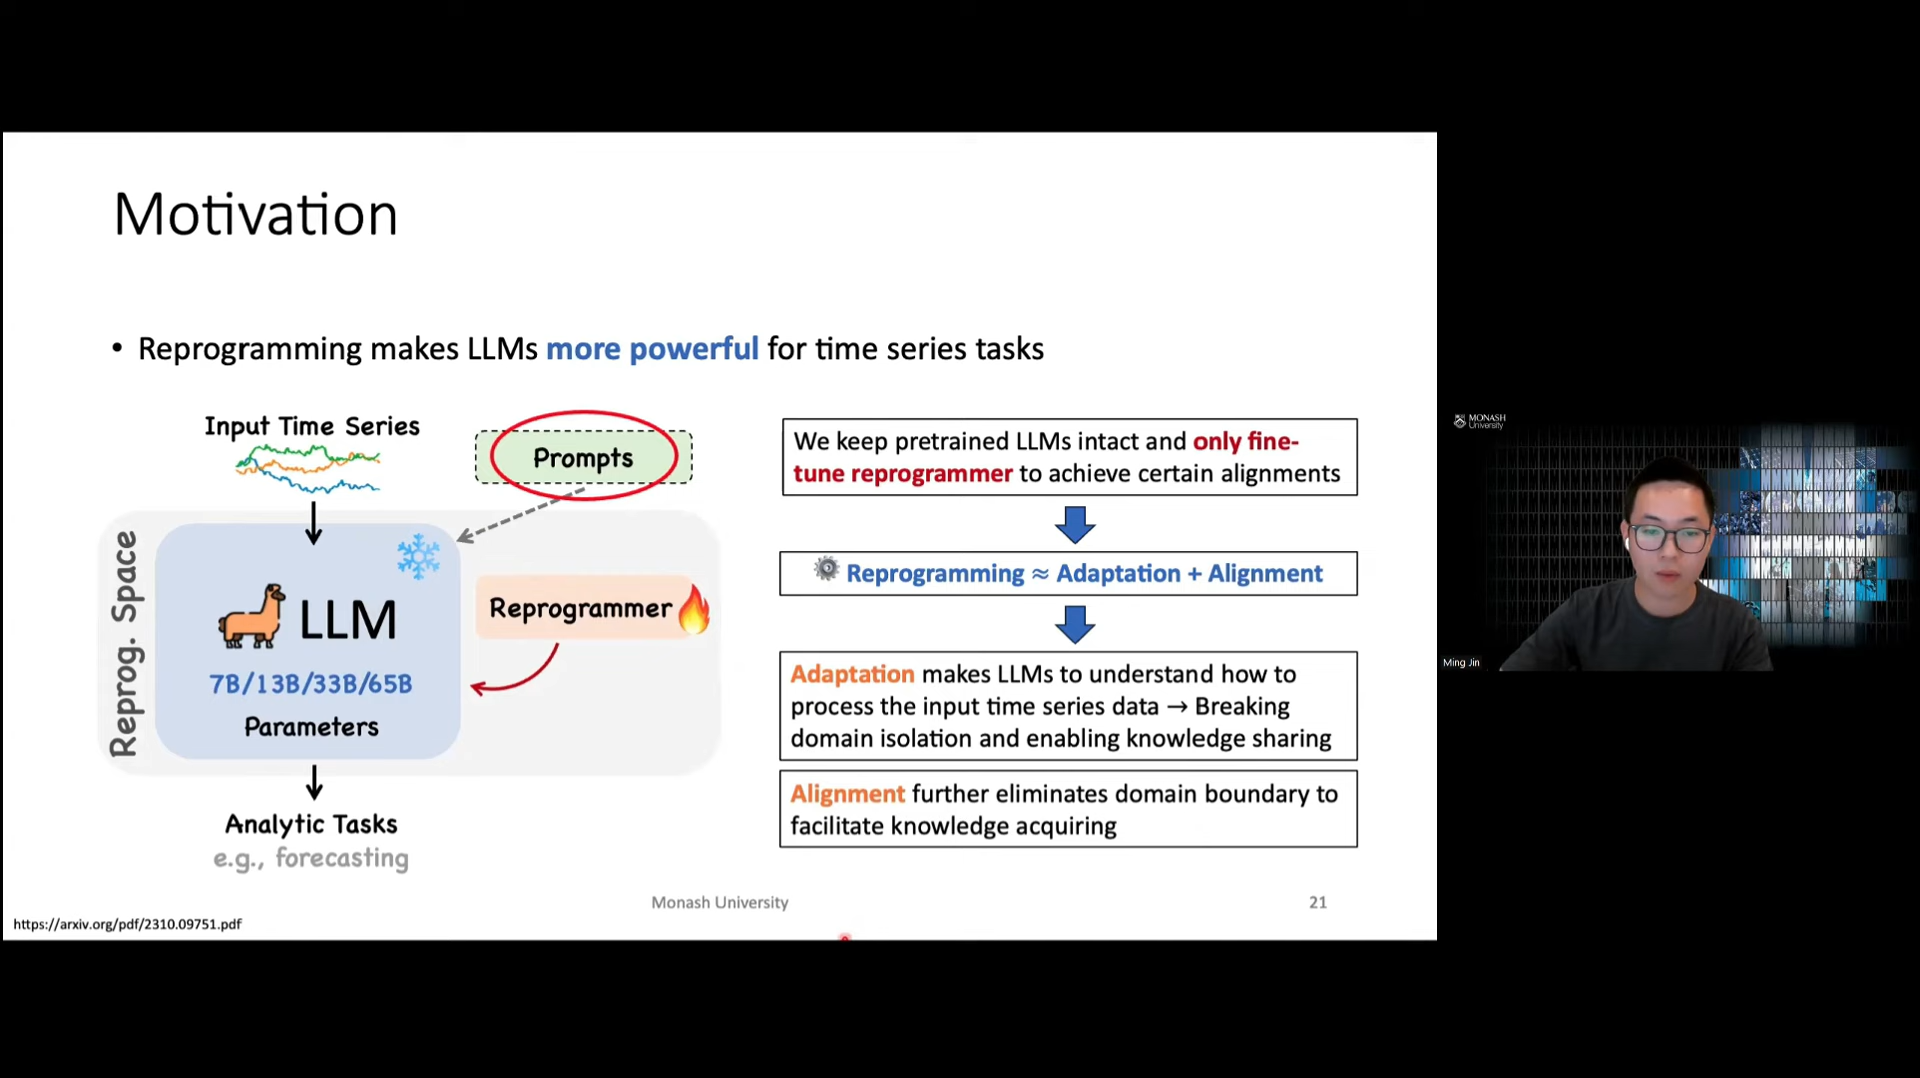 Motivation
• Reprogramming makes LLMs more powerful for time series tasks
Input Time Series
Prompts
Reprog. Space
LLM
7B/13B/33B/65B
Parameters
Reprogrammer
Analytic Tasks
e.g., forecasting
We keep pretrained LLMs intact and only fine-
tune reprogrammer to achieve certain alignments
Reprogramming ≈ Adaptation + Alignment
Adaptation makes LLMs to understand how to
process the input time series data → Breaking
domain isolation and enabling knowledge sharing
Alignment further eliminates domain boundary to
facilitate knowledge acquiring
Monash University
21
https://arxiv.org/pdf/2310.09751.pdf
MONASH
University
Ming Jin